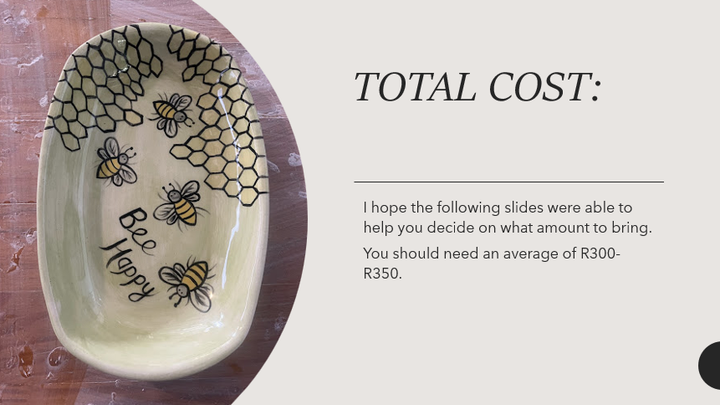 TOTAL COST:
I hope the following slides were able to
help you decide on what amount to bring.
You should need an average of R300-
R350.
Bee
Happy